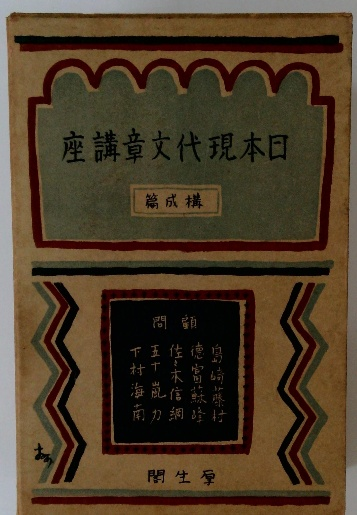 日本現代文章講座
構成篇
顧問
島崎藤村
徳富蘇峰
佐々木信綱
五十嵐力
下村海南
厚生閣